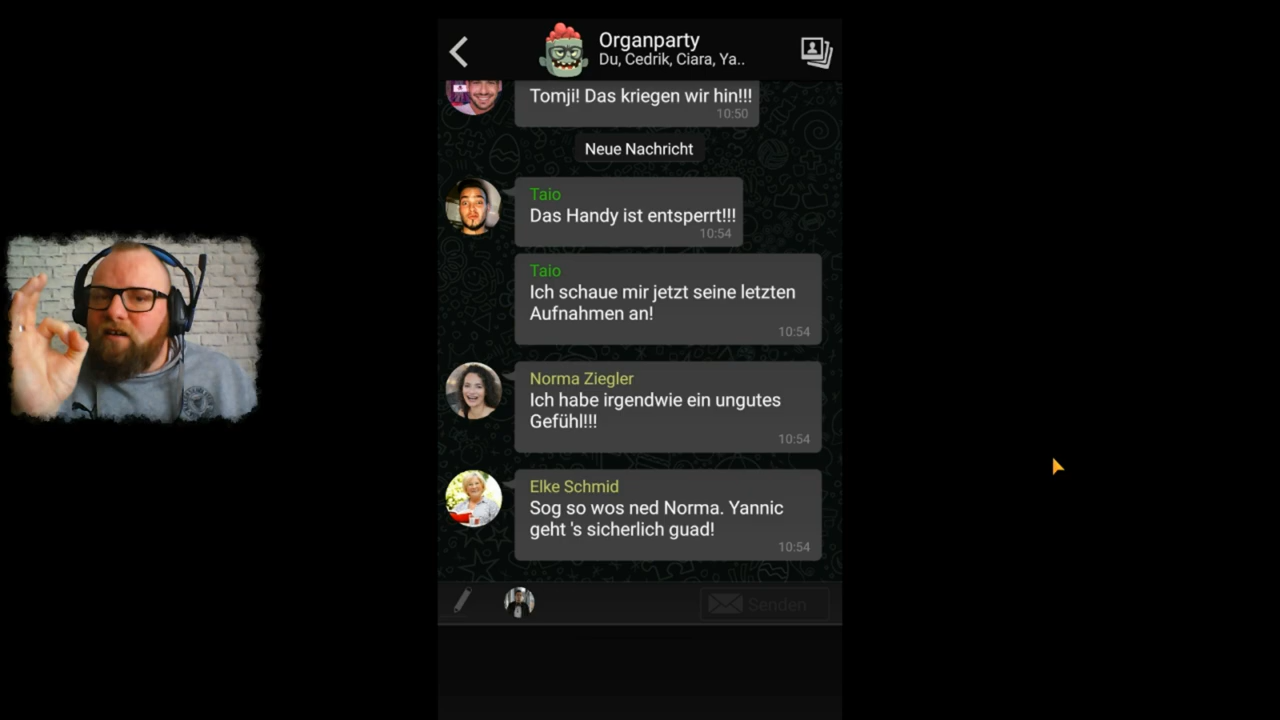 Organparty
Du, Cedrik, Ciara, Ya..
Tomji! Das kriegen wir hin!!!
10:50
Neue Nachricht
Taio
Das Handy ist entsperrt!!!
10:54
Taio
Ich schaue mir jetzt seine letzten
Aufnahmen an!
10:54
Norma Ziegler
Ich habe irgendwie ein ungutes
Gefühl!!!
10:54
Elke Schmid
Sog so wos ned Norma. Yannic
geht 's sicherlich guad!
10:54
Senden